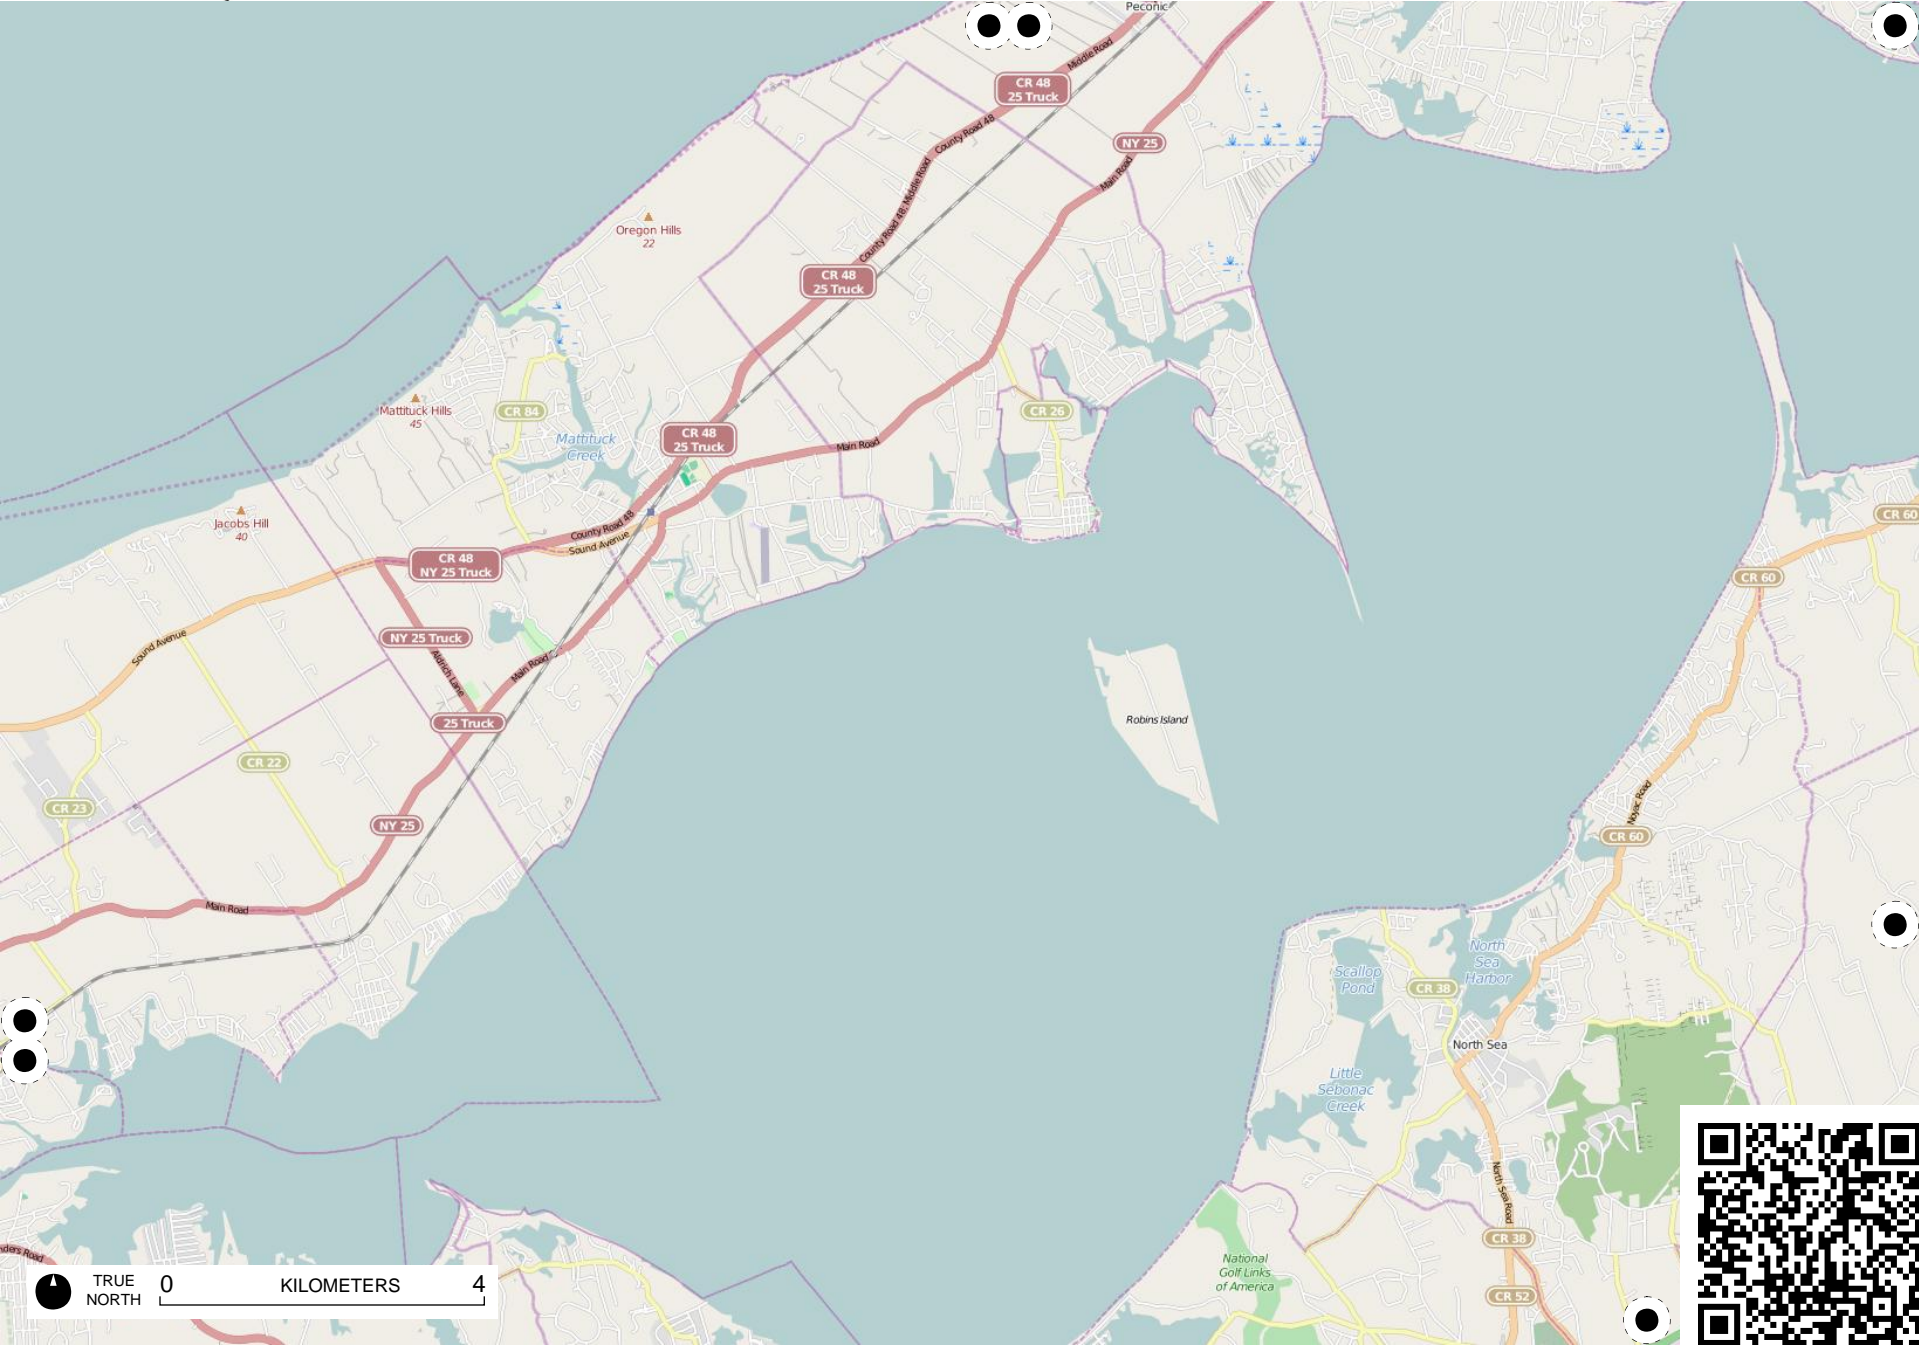 Peconic
Middle Road
CR 48
25 Truck
County Road 48
NY 25
Main Road
County Road 48; Middle Road
Oregon Hills
22
CR 48
25 Truck
Mattituck Hills
45
CR 84
CR 26
Mattituck
Creek
CR 48
25 Truck
Main Road
Jacobs Hill
40
County Road 48
Sound Avenue
CR 48
NY 25 Truck
CR 60
CR 60
NY 25 Truck
Sound Avenue
Aldrich Lane
Main Road
25 Truck
Robins Island
CR 22
CR 23
NY 25
Noyac Road
CR 60
Main Road
North
Sea
Harbor
Scallop
Pond
CR 38
North Sea
Little
Sebonac
Creek
North Sea Road
CR 38
National
Golf Links
of America
CR 52
nders Road
TRUE
NORTH
0 KILOMETERS 4